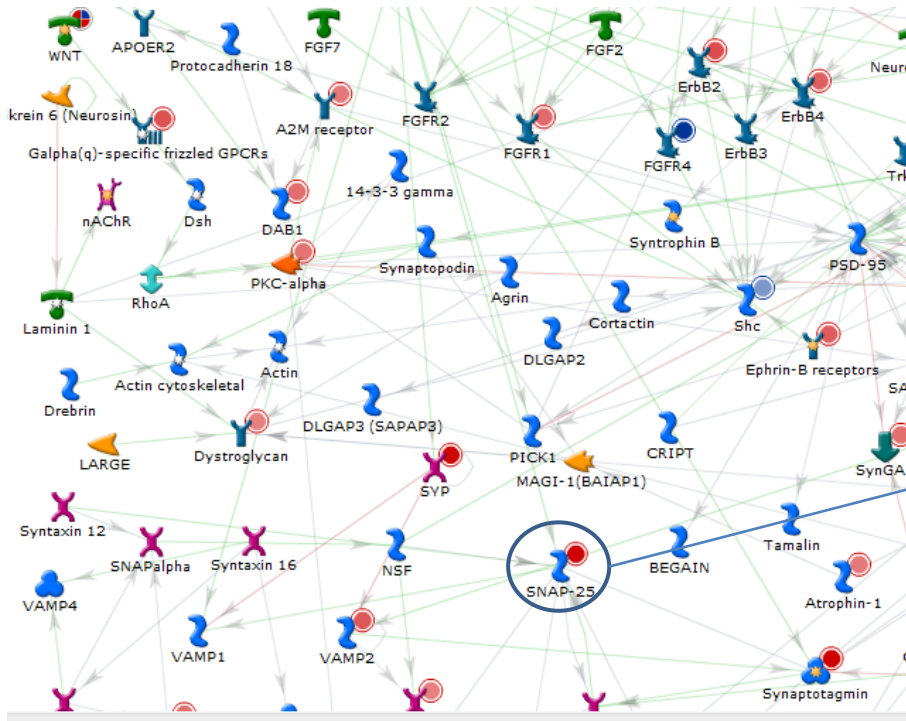 WNT
APOER2
Protocadherin 18
FGF7
FGF2
ErbB2
Neuro
krein 6 (Neurosin)
Galpha(q)-specific frizzled GPCRs
A2M receptor
FGFR2
FGFR1
FGFR4
ErbB3
ErbB4
Trk
nAChR
Dsh
DAB1
14-3-3 gamma
Syntrophin B
PSD-95
Laminin 1
RhoA
PKC-alpha
Synaptopodin
Agrin
Cortactin
Shc
DLGAP2
Ephrin-B receptors
Drebrin
Actin cytoskeletal
Actin
SA
DLGAP3 (SAPAP3)
LARGE
Dystroglycan
SYP
PICK1
MAGI-1(BAIAP1)
CRIPT
SynGA
Syntaxin 12
SNAPalpha
Syntaxin 16
NSF
SNAP-25
BEGAIN
Tamalin
Atrophin-1
VAMP4
VAMP1
VAMP2
Synaptotagmin